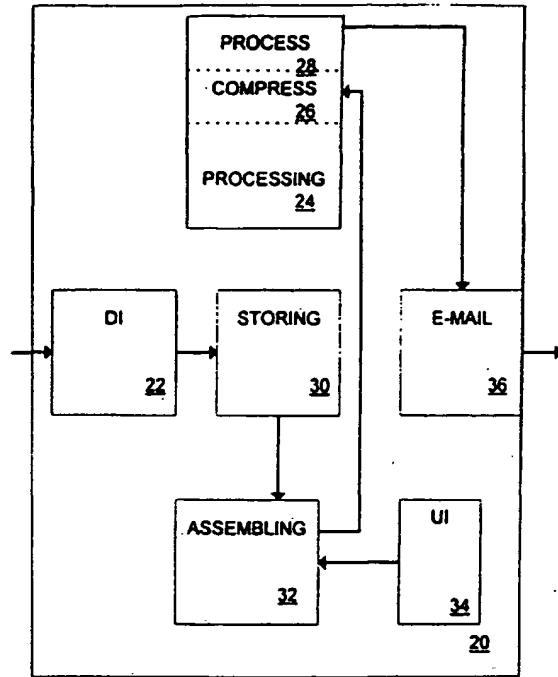 PROCESS
28
COMPRESS
26
PROCESSING
24
DI
22
STORING
30
E-MAIL
36
ASSEMBLING
32
UI
34
20